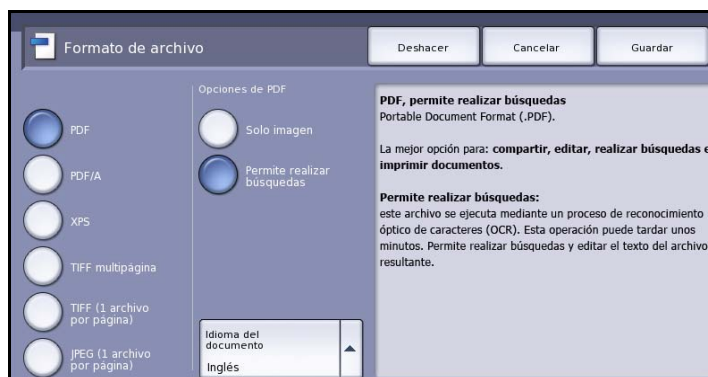 Formato de archivo
Deshacer
Cancelar
Guardar
PDF
PDF/A
XPS
TIFF multipágina
TIFF (1 archivo
por página)
JPEG (1 archivo
por página)
Opciones de PDF
Solo imagen
Permite realizar
búsquedas
Idioma del
documento
Inglés
PDF, permite realizar búsquedas
Portable Document Format (.PDF).
La mejor opción para: compartir, editar, realizar búsquedas e
imprimir documentos.
Permite realizar búsquedas:
este archivo se ejecuta mediante un proceso de reconocimiento
óptico de caracteres (OCR). Esta operación puede tardar unos
minutos. Permite realizar búsquedas y editar el texto del archivo
resultante.